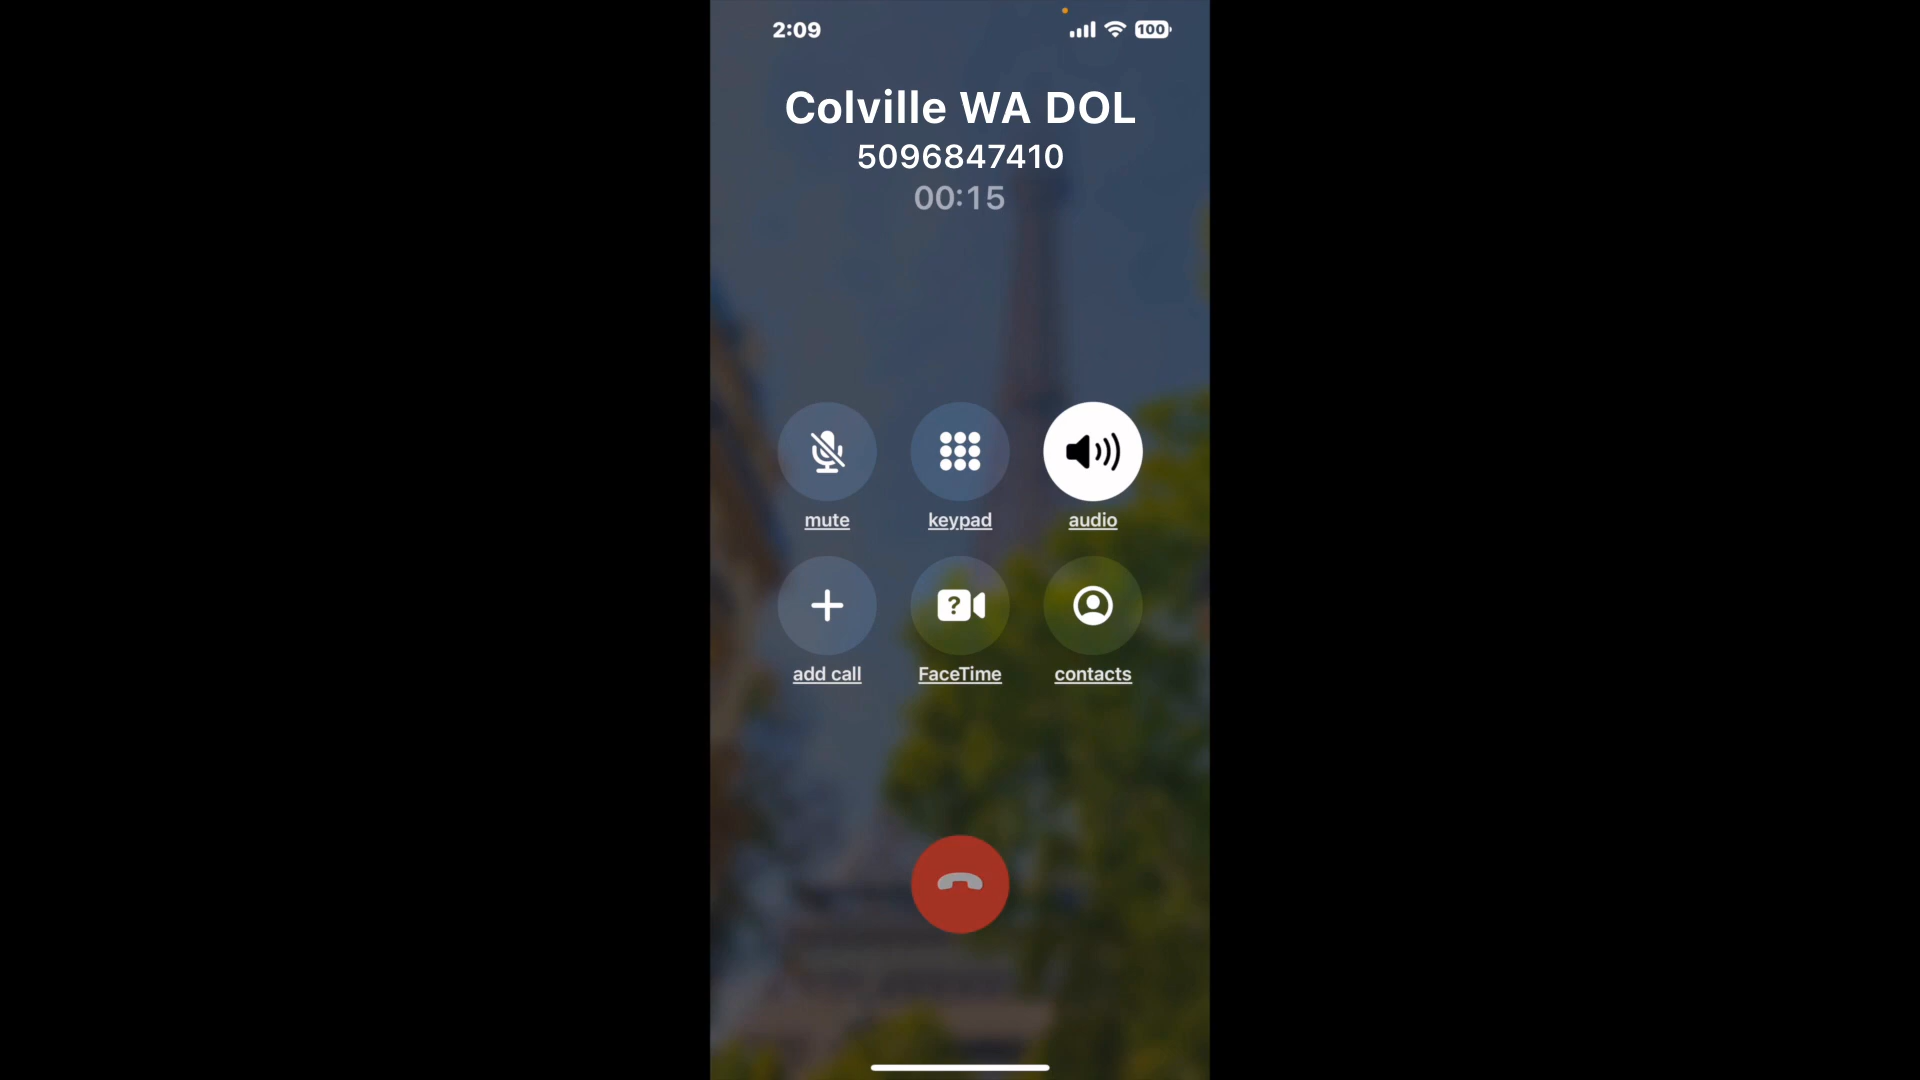 2:09
100
Colville WA DOL
5096847410
00:15
mute
keypad
audio
?
add call
FaceTime
contacts